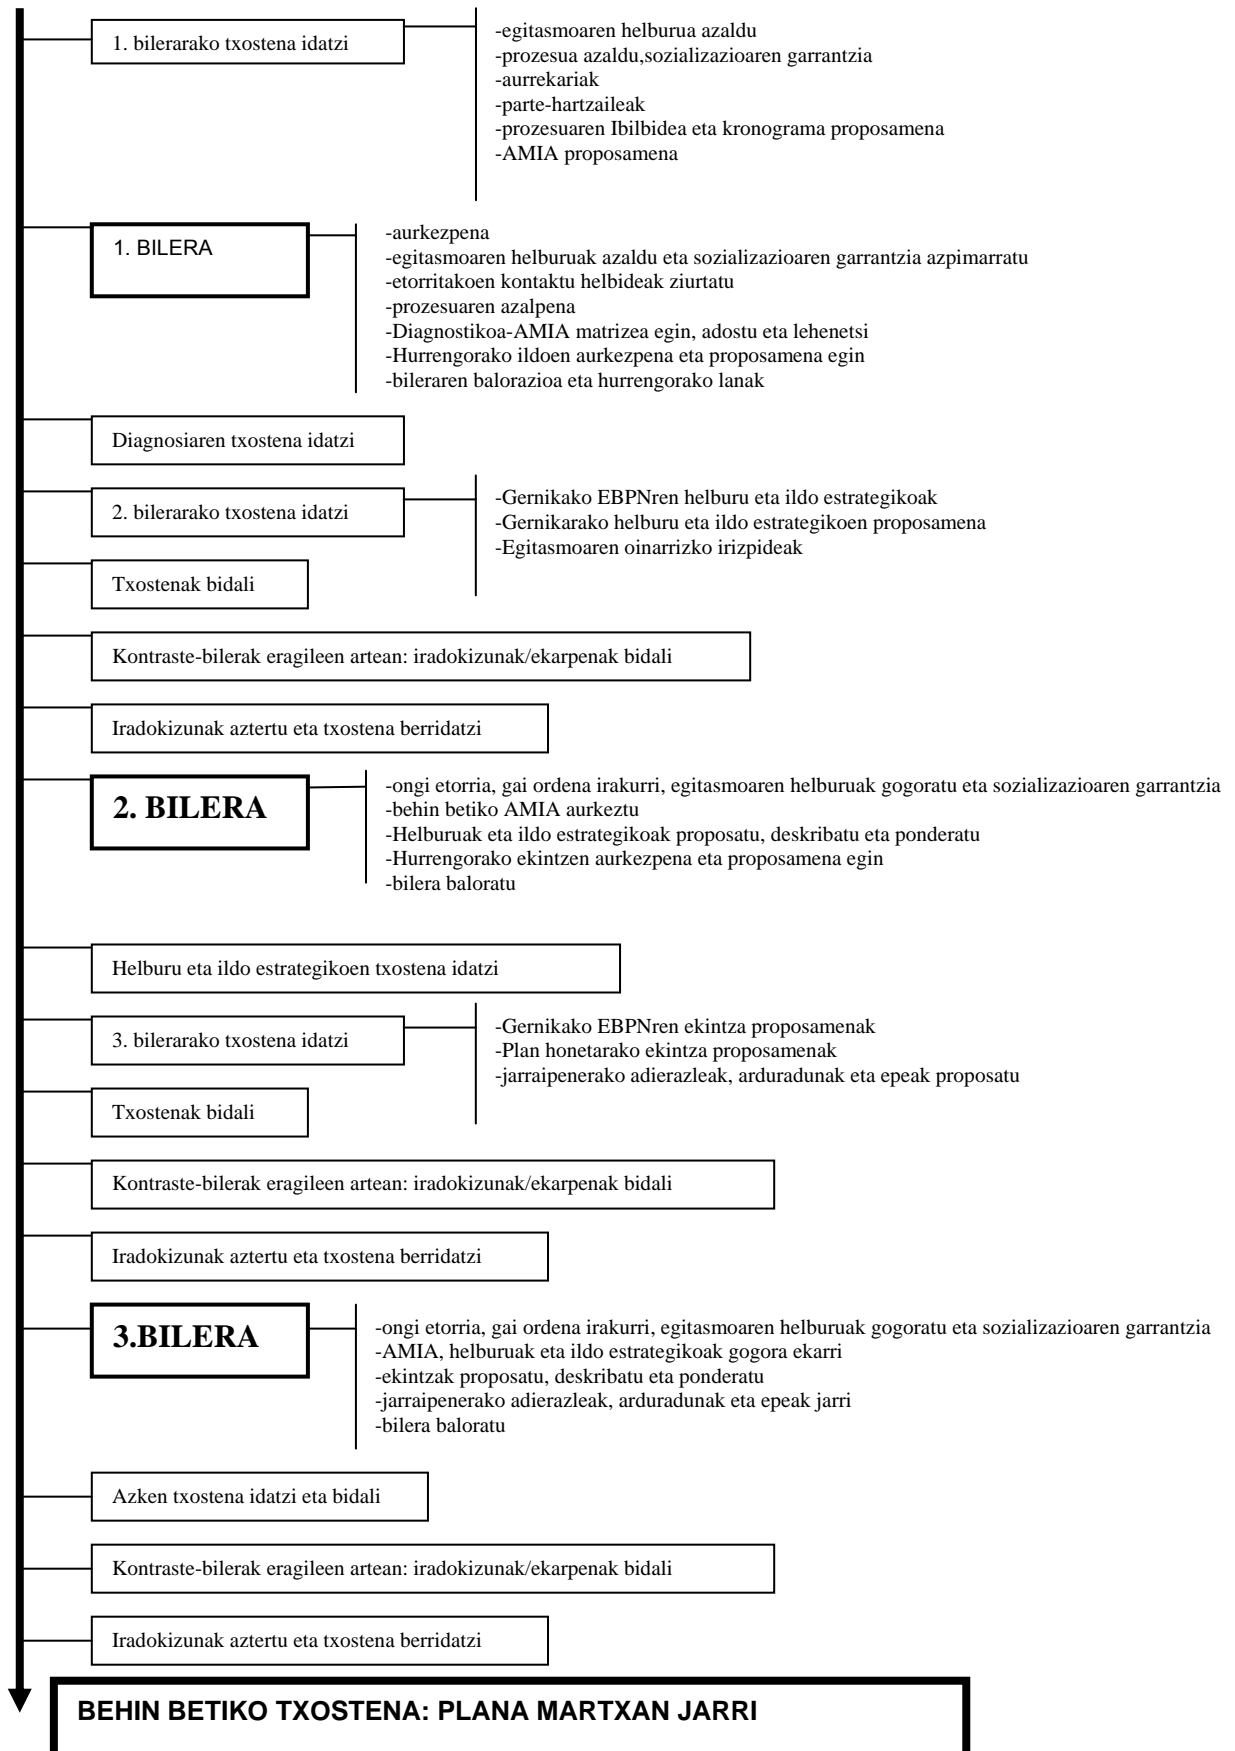 1. bilerarako txostena idatzi
-egitasmoaren helburua azaldu
-prozesua azaldu,sozializazioaren garrantzia
-aurrekariak
-parte-hartzaileak
-prozesuaren Ibilbidea eta kronograma proposamena
-AMIA proposamena
1. BILERA
-aurkezpena
-egitasmoaren helburuak azaldu eta sozializazioaren garrantzia azpimarratu
-etorritakoen kontaktu helbideak ziurtatu
-prozesuaren azalpena
-Diagnostikoa-AMIA matrizea egin, adostu eta lehenetsi
-Hurrengorako ildoen aurkezpena eta proposamena egin
-bileraren balorazioa eta hurrengorako lanak
Diagnosiaren txostena idatzi
2. bilerarako txostena idatzi
-Gernikako EBPNren helburu eta ildo estrategikoak
-Gernikarako helburu eta ildo estrategikoen proposamena
-Egitasmoaren oinarrizko irizpideak
Txostenak bidali
Kontraste-bilerak eragileen artean: iradokizunak/ekarpenak bidali
Iradokizunak aztertu eta txostena berridatzi
2. BILERA
-ongi etorria, gai ordena irakurri, egitasmoaren helburuak gogoratu eta sozializazioaren garrantzia
-behin betiko AMIA aurkeztu
-Helburuak eta ildo estrategikoak proposatu, deskribatu eta ponderatu
-Hurrengorako ekintzen aurkezpena eta proposamena egin
-bilera baloratu
Helburu eta ildo estrategikoen txostena idatzi
3. bilerarako txostena idatzi
-Gernikako EBPNren ekintza proposamenak
-Plan honetarako ekintza proposamenak
-jarraipenerako adierazleak, arduradunak eta epeak proposatu
Txostenak bidali
Kontraste-bilerak eragileen artean: iradokizunak/ekarpenak bidali
Iradokizunak aztertu eta txostena berridatzi
3.BILERA
-ongi etorria, gai ordena irakurri, egitasmoaren helburuak gogoratu eta sozializazioaren garrantzia
-AMIA, helburuak eta ildo estrategikoak gogora ekarri
-ekintzak proposatu, deskribatu eta ponderatu
-jarraipenerako adierazleak, arduradunak eta epeak jarri
-bilera baloratu
Azken txostena idatzi eta bidali
Kontraste-bilerak eragileen artean: iradokizunak/ekarpenak bidali
Iradokizunak aztertu eta txostena berridatzi
BEHIN BETIKO TXOSTENA: PLANA MARTXAN JARRI